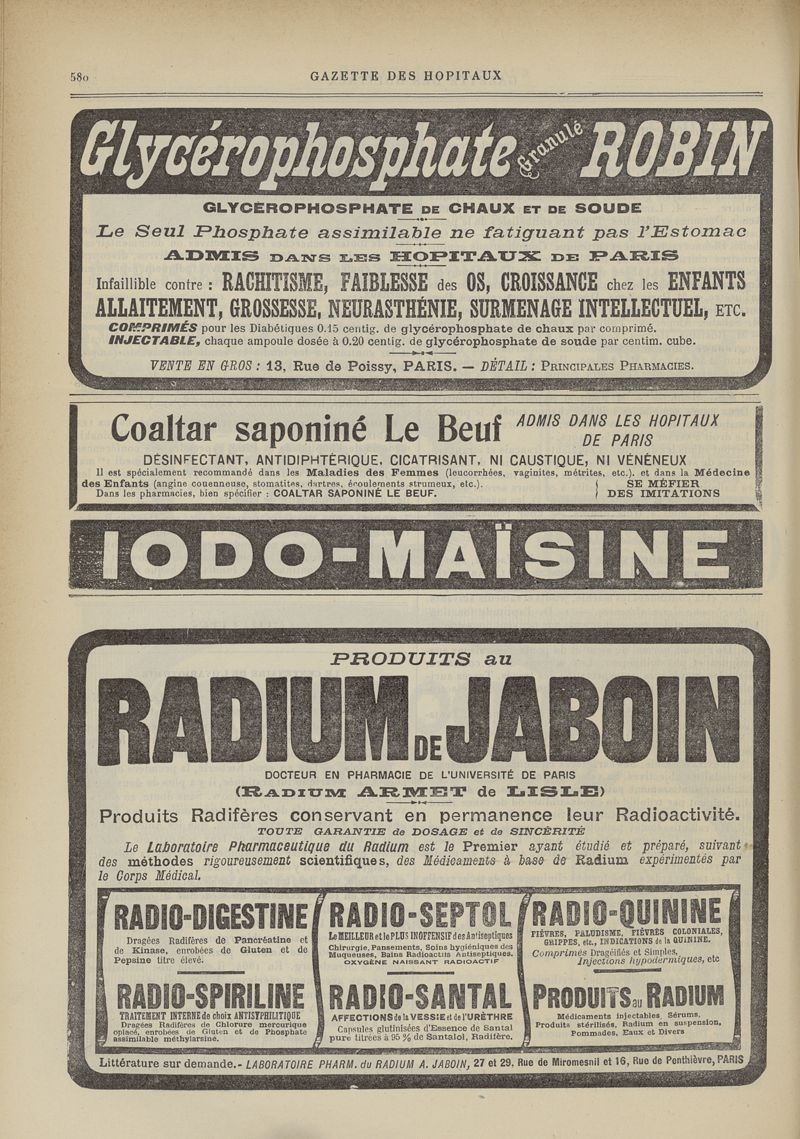 580
GAZETTE DES HOPITAUX
Glycérophosphate Granulé ROBIN
GLYCÉROPHOSPHATE DE CHAUX ET DE SOUDE
Le Seul Phosphate assimilable ne fatiguant pas l'Estomac
ADMIS DANS LES HOPITAUX DE PARIS
Infaillible contre : RACHITISME, FAIBLESSE des OS, CROISSANCE chez les ENFANTS
ALLAITEMENT, GROSSESSE, NEURASTHÉNIE, SURMENAGE INTELLECTUEL, ETC.
COMPRIMÉS pour les Diabétiques 0.15 centig. de glycérophosphate de chaux par comprimé.
INJECTABLE, chaque ampoule dosée à 0.20 centig. de glycérophosphate de soude par centim. cube.
VENTE EN GROS : 13, Rue de Poissy, PARIS. — DÉTAIL : PRINCIPALES PHARMACIES.
Coaltar saponiné Le Beuf ADMIS DANS LES HOPITAUX
DE PARIS
DÉSINFECTANT, ANTIDIPHTÉRIQUE, CICATRISANT, NI CAUSTIQUE, NI VÉNÉNEUX
Il est spécialement recommandé dans les Maladies des Femmes (leucorrhées, vaginites, métrites, etc.), et dans la Médecine
des Enfants (angine couenneuse, stomatites, dartres, écoulements strumeux, etc.). SE MÉFIER
Dans les pharmacies, bien spécifier : COALTAR SAPONINÉ LE BEUF. DES IMITATIONS
IODO-MAÏSINE
PRODUITS au
RADIUM DE JABOIN
DOCTEUR EN PHARMACIE DE L'UNIVERSITÉ DE PARIS
(RADIUM ARMET de LISLE)
Produits Radifères conservant en permanence leur Radioactivité.
TOUTE GARANTIE de DOSAGE et de SINCÉRITÉ
Le Laboratoire Pharmaceutique du Radium est le Premier ayant étudié et préparé, suivant
des méthodes rigoureusement scientifiques, des Médicaments à base de Radium expérimentés par
le Corps Médical.
RADIO-DIGESTINE
Dragées Radifères de Pancréatine et
de Kinase, enrobées de Gluten et de
Pepsine titre élevé.
RADIO-SEPTOL
Le MEILLEUR et le PLUS INOFFENSIF des Antiseptiques
Chirurgie, Pansements, Soins hygiéniques des
Muqueuses, Bains Radioactifs Antiseptiques.
OXYGÈNE NAISSANT RADIOACTIF
RADIO-QUININE
FIÈVRES, PALUDISME, FIÈVRES COLONIALES,
GRIPPES, etc., INDICATIONS de la QUININE.
Comprimés Dragéifiés et Simples,
Injections hypodermiques, etc
RADIO-SPIRILINE
TRAITEMENT INTERNE de choix ANTISYPHILITIQUE
Dragées Radifères de Chlorure mercurique
opiacé, enrobées de Gluten et de Phosphate
assimilable méthylarsine.
RADIO-SANTAL
AFFECTIONS de la VESSIE et de l'URÈTHRE
Capsules glutinisées d'Essence de Santal
pure titrées à 95 % de Santalol, Radifère.
PRODUITS au RADIUM
Médicaments injectables, Sérums,
Produits stérilisés, Radium en suspension,
Pommades, Eaux et Divers
Littérature sur demande.- LABORATOIRE PHARM. du RADIUM A. JABOIN, 27 et 29, Rue de Miromesnil et 16, Rue de Penthièvre, PARIS